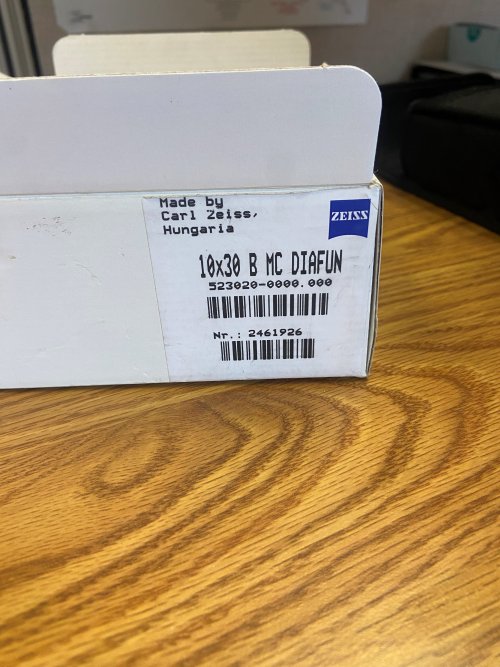 Made by
Carl Zeiss,
Hungaria
ZEISS
10x30 B MC DIAFUN
523020-0000.000
Nr.: 2461926